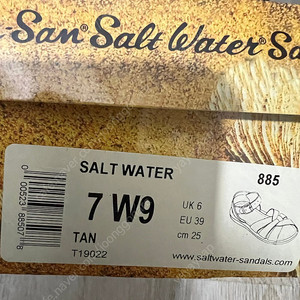 San® Salt Water® Sa
SALT WATER
885
7 W9
UK 6
EU 39
cm 25
TAN
T19022
www.saltwater-sandals.com